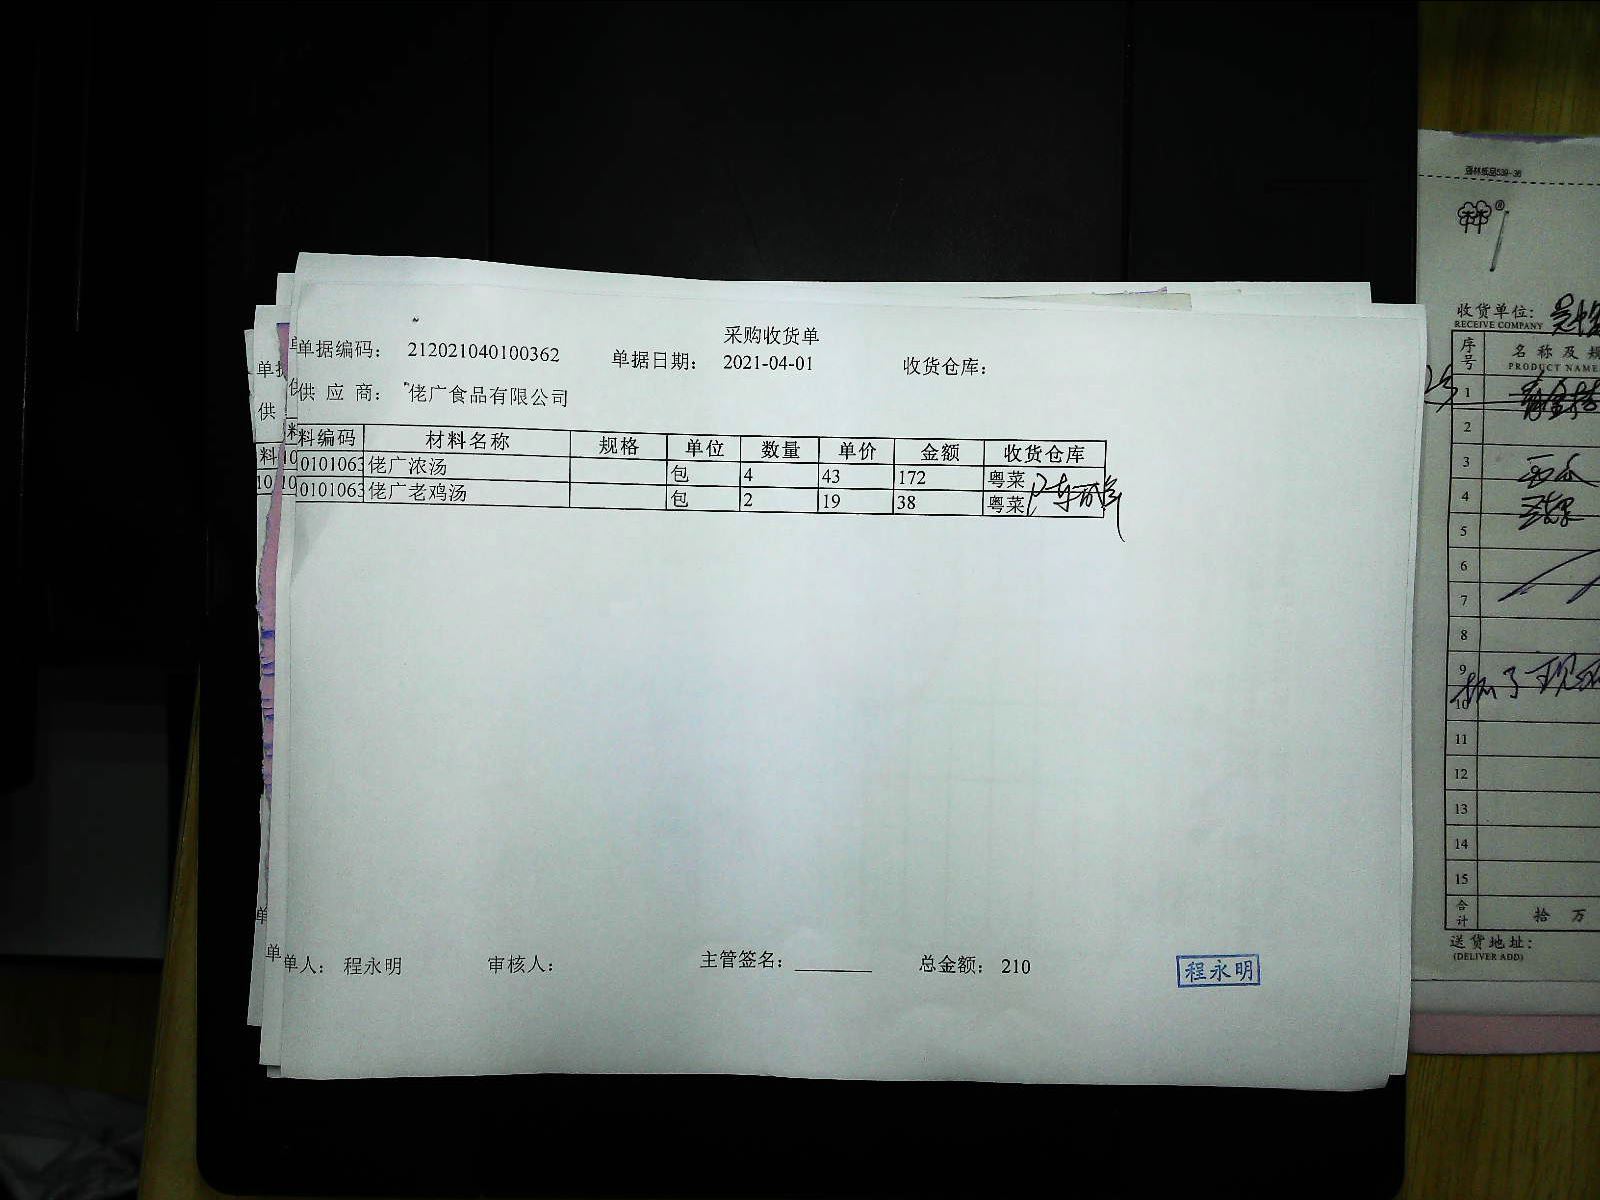 采购收货单
单据编码： 212021040100362 单据日期： 2021-04-01 收货仓库：
供 应 商： 佬广食品有限公司
料编码 材料名称 规格 单位 数量 单价 金额 收货仓库
0101063 佬广浓汤 包 4 43 172 粤菜
0101063 佬广老鸡汤 包 2 19 38 粤菜
单人： 程永明 审核人： 主管签名： 总金额： 210
程永明
单据
供
料
10
单
单
收货单位：
RECEIVE COMPANY
序号 名 称 及 规
PRODUCT NAME
1
2
3
4
5
6
7
8
9
10
11
12
13
14
15
合计 拾 万
送货地址：
(DELIVER ADD)